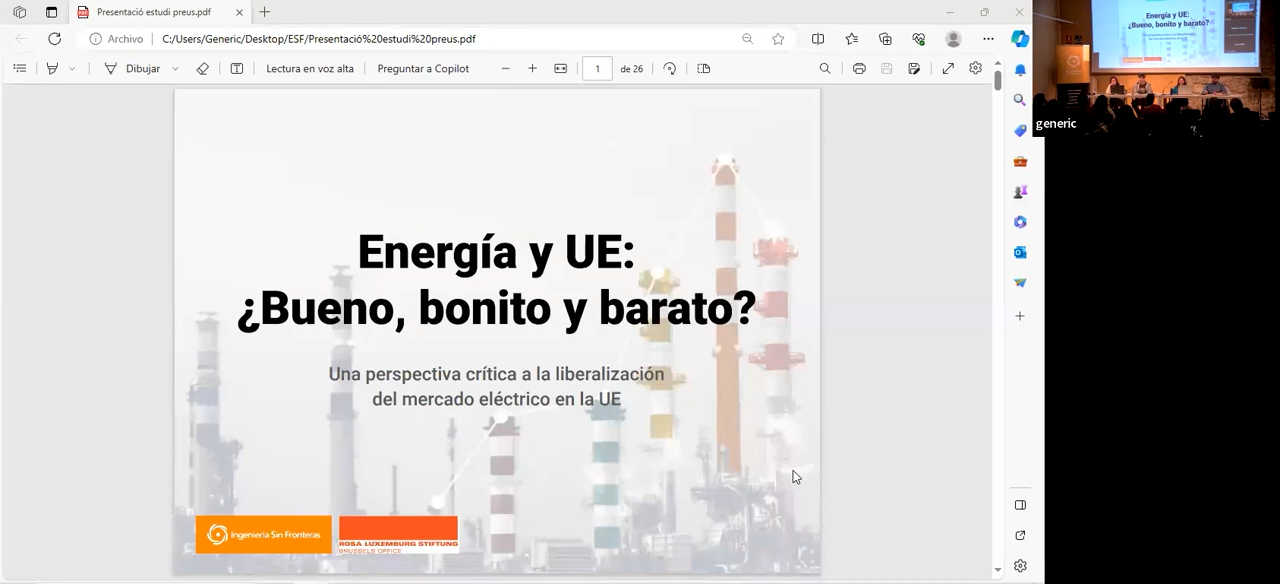 Presentació estudi preus.pdf
Archivo
C:/Users/Generic/Desktop/ESF/Presentació%20estudi%20preus.pdf
Dibujar
Lectura en voz alta
Preguntar a Copilot
1
de 26
Energía y UE:
¿Bueno, bonito y barato?
Una perspectiva crítica a la liberalización
del mercado eléctrico en la UE
Ingeniería Sin Fronteras
ROSA LUXEMBURG STIFTUNG
BRUSSELS OFFICE
Energía y UE:
¿Bueno, bonito y barato?
generic